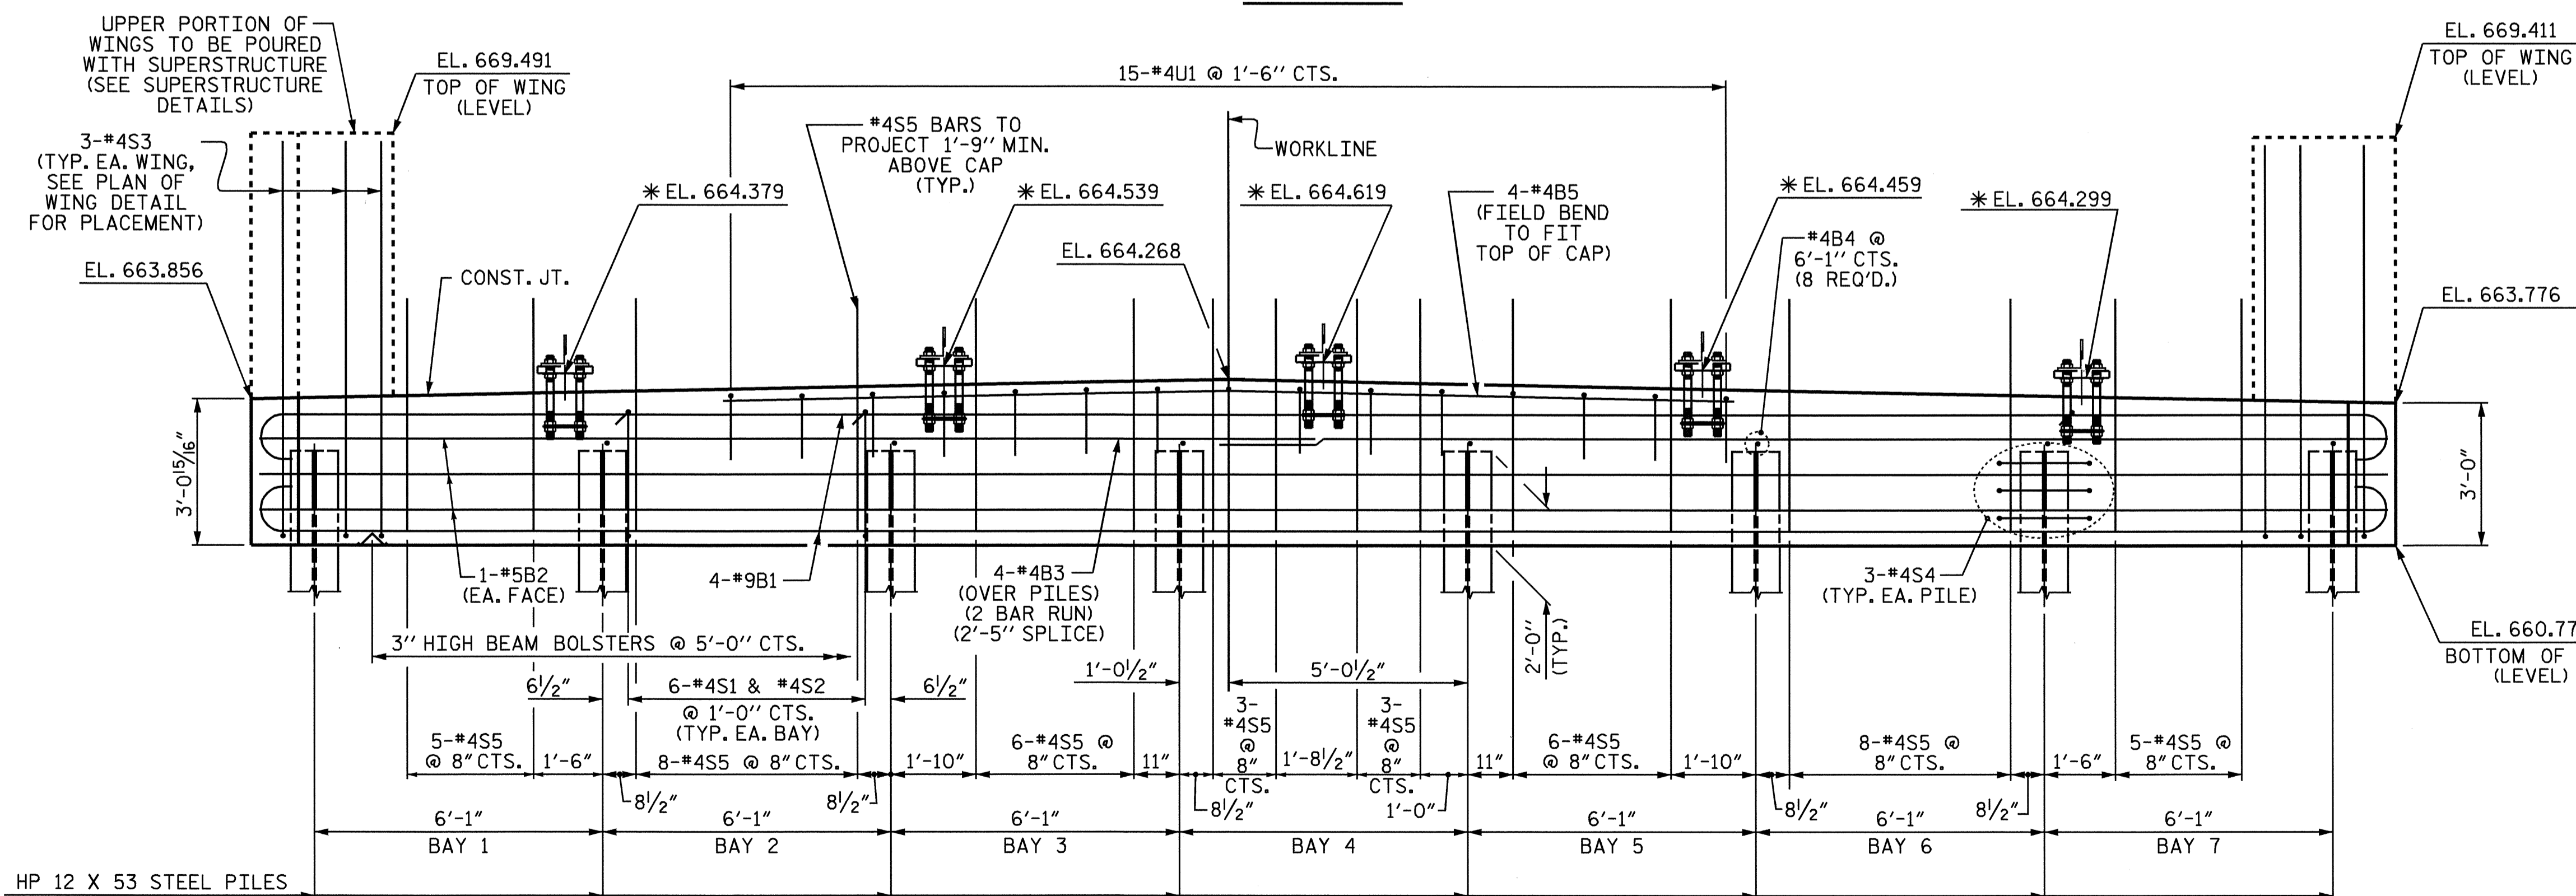 UPPER PORTION OF
WINGS TO BE POURED
WITH SUPERSTRUCTURE
(SEE SUPERSTRUCTURE
DETAILS)
EL. 669.491
TOP OF WING
(LEVEL)
15-#4U1 @ 1'-6" CTS.
EL. 669.411
TOP OF WING
(LEVEL)
3-#4S3
(TYP. EA. WING,
SEE PLAN OF
WING DETAIL
FOR PLACEMENT)
#4S5 BARS TO
PROJECT 1'-9" MIN.
ABOVE CAP
(TYP.)
WORKLINE
* EL. 664.379
* EL. 664.539
* EL. 664.619
4-#4B5
(FIELD BEND
TO FIT
TOP OF CAP)
* EL. 664.459
* EL. 664.299
#4B4 @
6'-1" CTS.
(8 REQ'D.)
EL. 663.856
CONST. JT.
EL. 664.268
EL. 663.776
3'-0 15/16"
3'-0"
1-#5B2
(EA. FACE)
4-#9B1
4-#4B3
(OVER PILES)
(2 BAR RUN)
(2'-5" SPLICE)
2'-0"
(TYP.)
3-#4S4
(TYP. EA. PILE)
EL. 660.77
BOTTOM OF
(LEVEL)
3" HIGH BEAM BOLSTERS @ 5'-0" CTS.
6 1/2"
6-#4S1 & #4S2
@ 1'-0" CTS.
(TYP. EA. BAY)
6 1/2"
1'-0 1/2"
5'-0 1/2"
5-#4S5
@ 8" CTS.
1'-6"
8-#4S5 @ 8" CTS.
1'-10"
6-#4S5 @
8" CTS.
11"
3-
#4S5
@
8"
CTS.
1'-8 1/2"
3-
#4S5
@
8"
CTS.
11"
6-#4S5
@ 8" CTS.
1'-10"
8-#4S5 @
8" CTS.
1'-6"
5-#4S5 @
8" CTS.
8 1/2"
8 1/2"
8 1/2"
1'-0"
8 1/2"
8 1/2"
6'-1"
BAY 1
6'-1"
BAY 2
6'-1"
BAY 3
6'-1"
BAY 4
6'-1"
BAY 5
6'-1"
BAY 6
6'-1"
BAY 7
HP 12 X 53 STEEL PILES